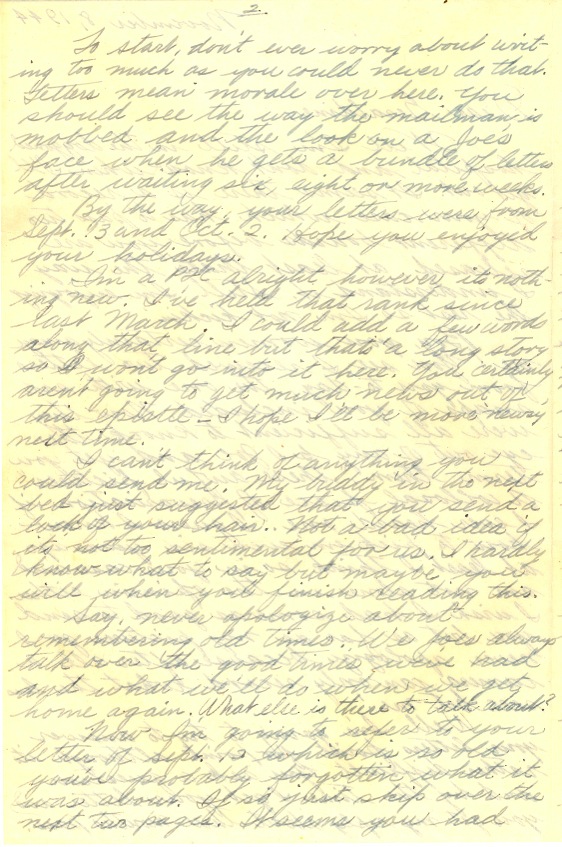 2.
To start, don't ever worry about writ-
ing too much as you could never do that.
Letters mean morale over here. You
should see the way the mailman is
mobbed and the look on a Joe's
face when he gets a bundle of letters
after waiting six, eight or more weeks.
By the way, your letters were from
Sept. 13 and Oct. 2. Hope you enjoyed
your holidays.
I'm a PFC alright however its noth-
ing new. I've held that rank since
last March. I could add a few words
along that line but that's a long story
so I won't go into it here. You certainly
aren't going to get much news out of
this epistle - I hope I'll be more newsy
next time.
I can't think of anything you
could send me. My buddy in the next
bed just suggested that you send a
lock of your hair. Not a bad idea if
its not too sentimental for us. I hardly
know what to say but maybe you
will when you finish reading this.
Say, never apologize about
remembering old times. We Joes always
talk over the good times we've had
and what we'll do when we get
home again. What else is there to talk about?
Now I'm going to refer to your
letter of Sept. 12 which is so old
you've probably forgotten what it
was about. If so just skip over the
next two pages. It seems you had